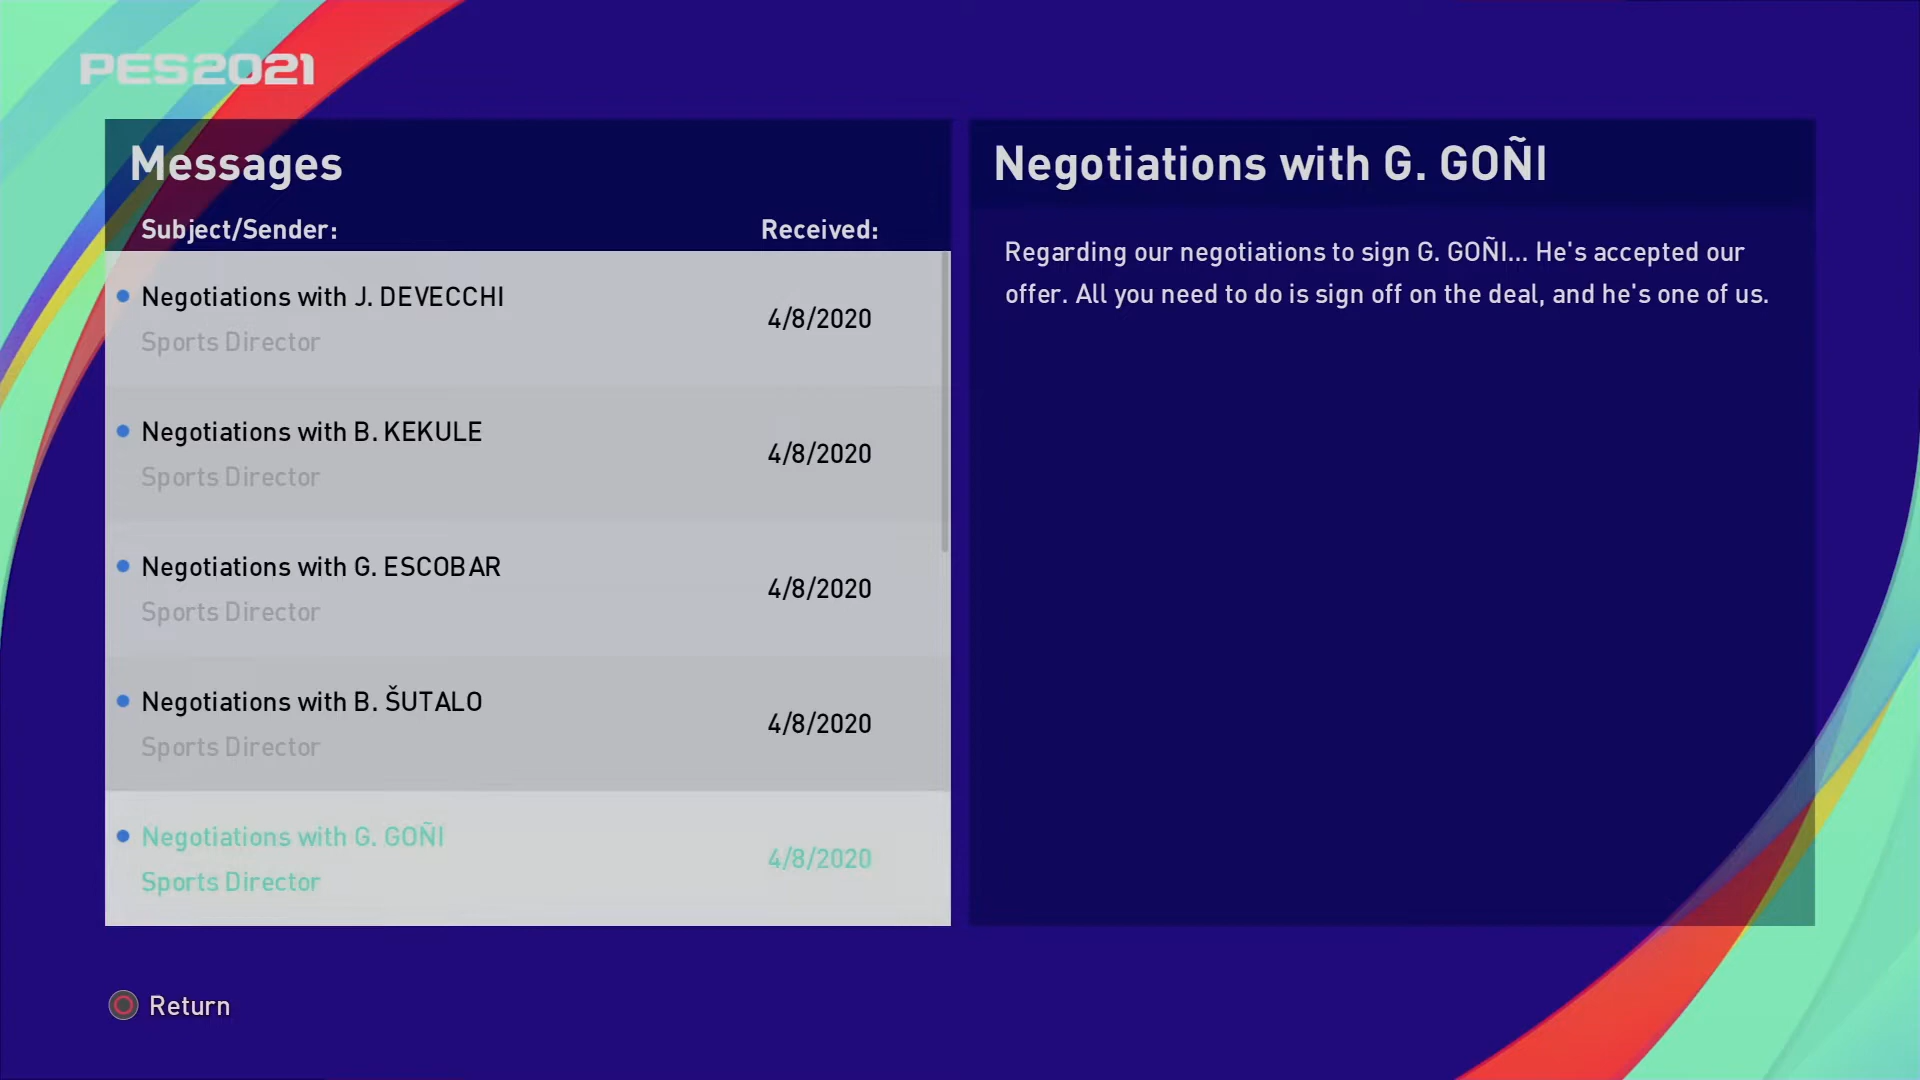 PES2021
Messages
Subject/Sender: Received:
Negotiations with J. DEVECCHI
Sports Director
4/8/2020
Negotiations with B. KEKULE
Sports Director
4/8/2020
Negotiations with G. ESCOBAR
Sports Director
4/8/2020
Negotiations with B. ŠUTALO
Sports Director
4/8/2020
Negotiations with G. GOÑI
Sports Director
4/8/2020
Negotiations with G. GOÑI
Regarding our negotiations to sign G. GOÑI... He's accepted our
offer. All you need to do is sign off on the deal, and he's one of us.
Return